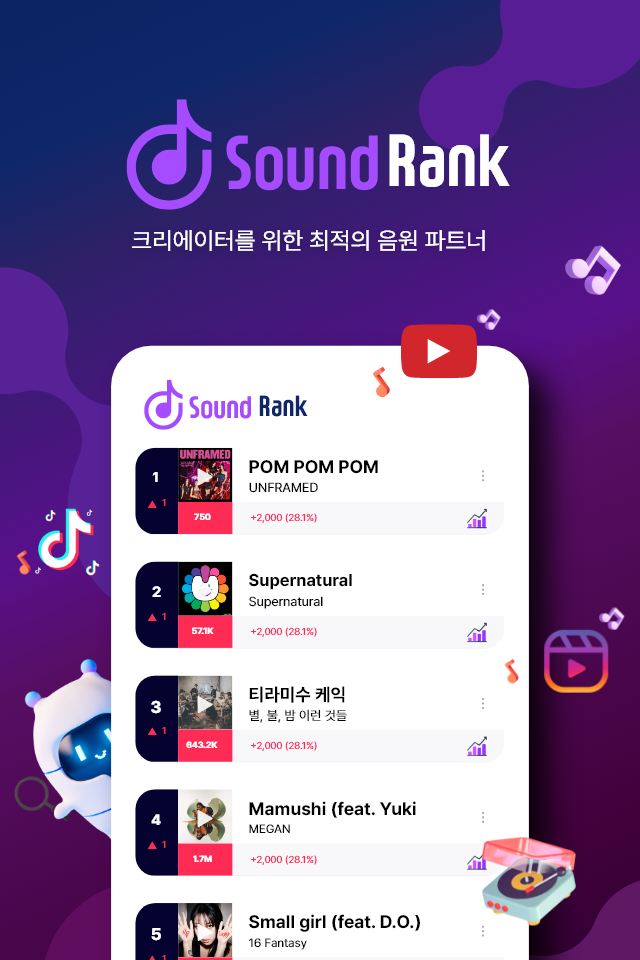 Sound Rank
크리에이터를 위한 최적의 음원 파트너
Sound Rank
1
▲ 1
UNFRAMED
750
POM POM POM
UNFRAMED
+2,000 (28.1%)
2
▲ 1
57.1K
Supernatural
Supernatural
+2,000 (28.1%)
3
▲ 1
643.2K
티라미수 케익
별, 불, 밤 이런 것들
+2,000 (28.1%)
4
▲ 1
1.7M
Mamushi (feat. Yuki
MEGAN
+2,000 (28.1%)
5
▲ 1
Small girl (feat. D.O.)
16 Fantasy